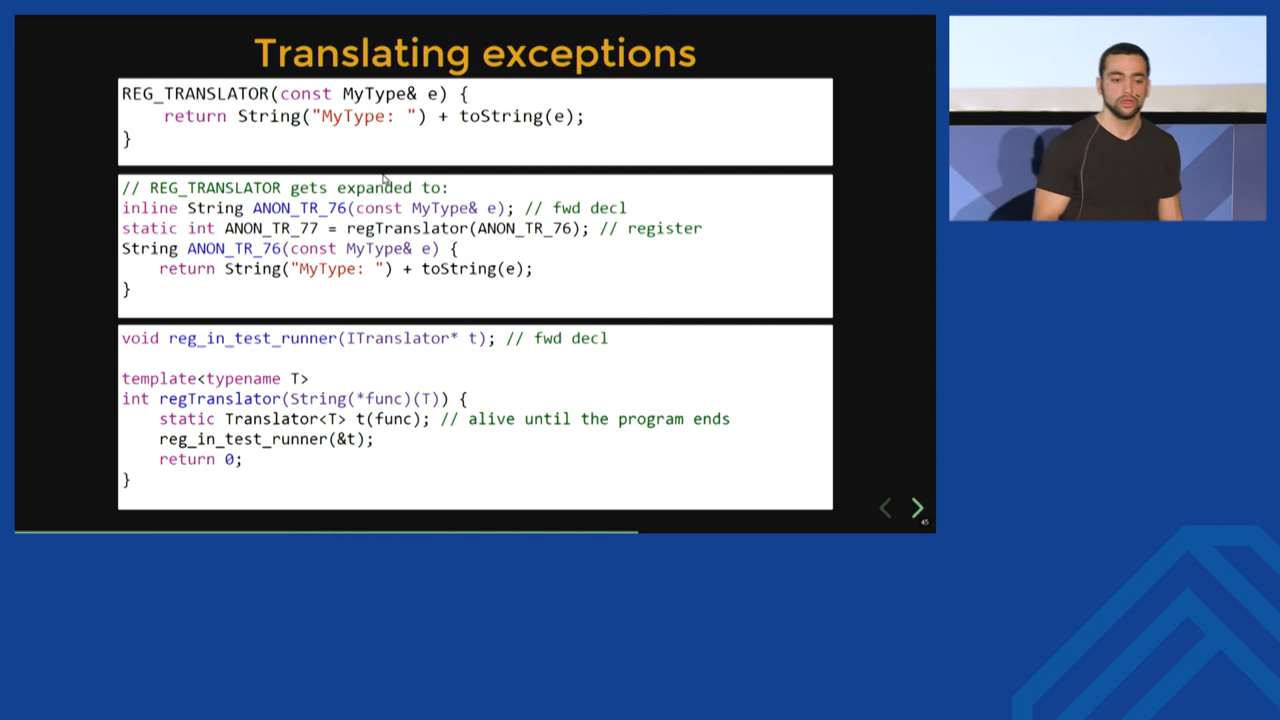 Translating exceptions
REG_TRANSLATOR(const MyType& e) {
    return String("MyType: ") + toString(e);
}
// REG_TRANSLATOR gets expanded to:
inline String ANON_TR_76(const MyType& e); // fwd decl
static int ANON_TR_77 = regTranslator(ANON_TR_76); // register
String ANON_TR_76(const MyType& e) {
    return String("MyType: ") + toString(e);
}
void reg_in_test_runner(ITranslator* t); // fwd decl
template<typename T>
int regTranslator(String(*func)(T)) {
    static Translator<T> t(func); // alive until the program ends
    reg_in_test_runner(&t);
    return 0;
}
45